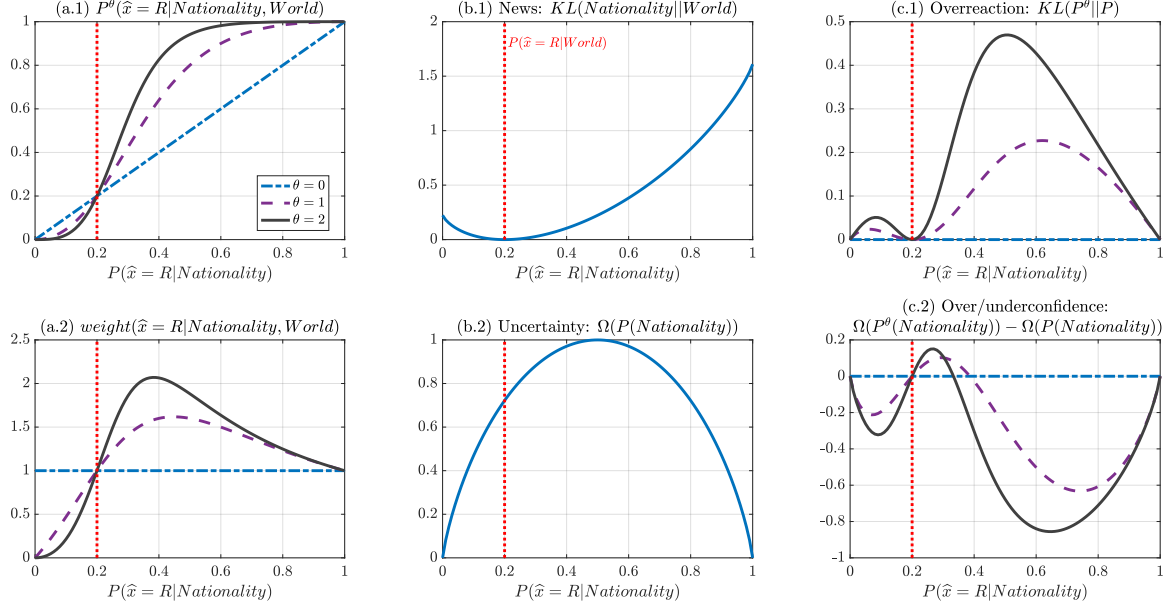 (a.1) P^θ(x̂ = R|Nationality, World)
1
0.8
0.6
0.4
0.2
0
0 0.2 0.4 0.6 0.8 1
P(x̂ = R|Nationality)
θ = 0
θ = 1
θ = 2
(b.1) News: KL(Nationality||World)
P(x̂ = R|World)
2
1.5
1
0.5
0
0 0.2 0.4 0.6 0.8 1
P(x̂ = R|Nationality)
(c.1) Overreaction: KL(P^θ||P)
0.5
0.4
0.3
0.2
0.1
0
0 0.2 0.4 0.6 0.8 1
P(x̂ = R|Nationality)
(a.2) weight(x̂ = R|Nationality, World)
2.5
2
1.5
1
0.5
0
0 0.2 0.4 0.6 0.8 1
P(x̂ = R|Nationality)
(b.2) Uncertainty: Ω(P(Nationality))
1
0.8
0.6
0.4
0.2
0
0 0.2 0.4 0.6 0.8 1
P(x̂ = R|Nationality)
(c.2) Over/underconfidence:
Ω(P^θ(Nationality)) − Ω(P(Nationality))
0.2
0
-0.2
-0.4
-0.6
-0.8
-1
0 0.2 0.4 0.6 0.8 1
P(x̂ = R|Nationality)